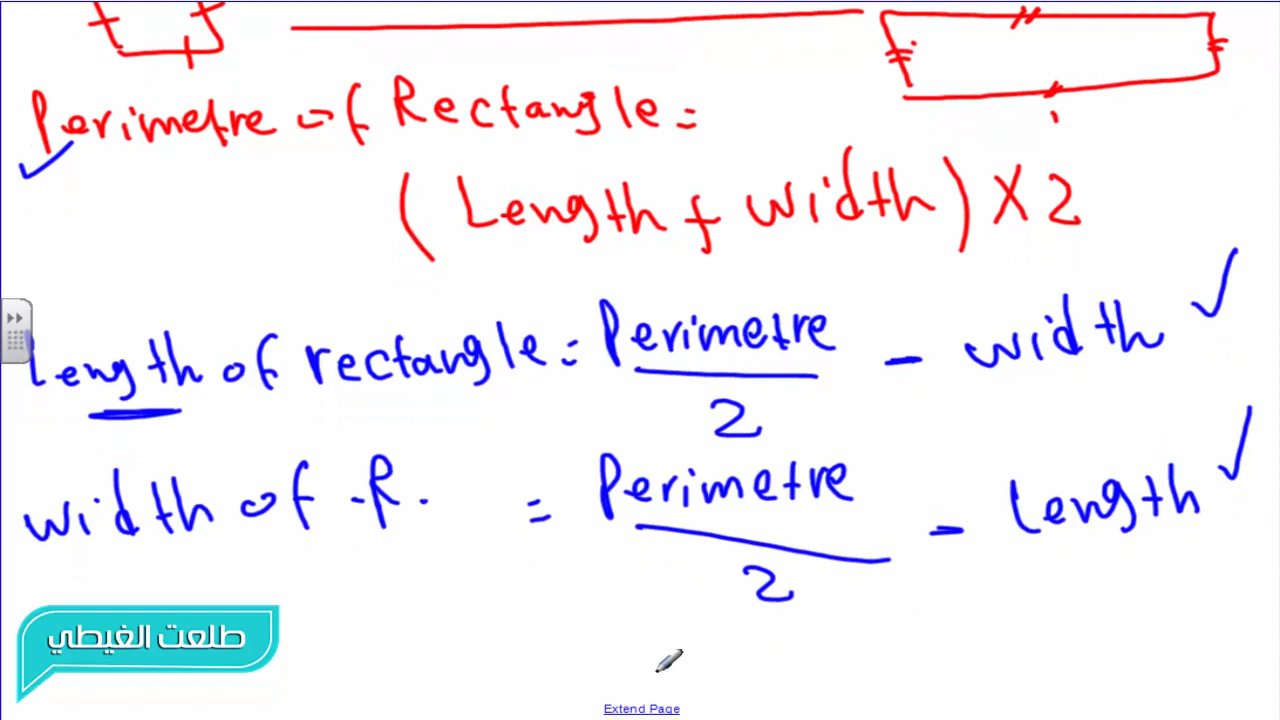 Perimetre of Rectangle =
(Length + width) X 2
Length of rectangle = Perimetre / 2 - width ✓
width of R. = Perimetre / 2 - length ✓
طلعت الغيطي
Extend Page